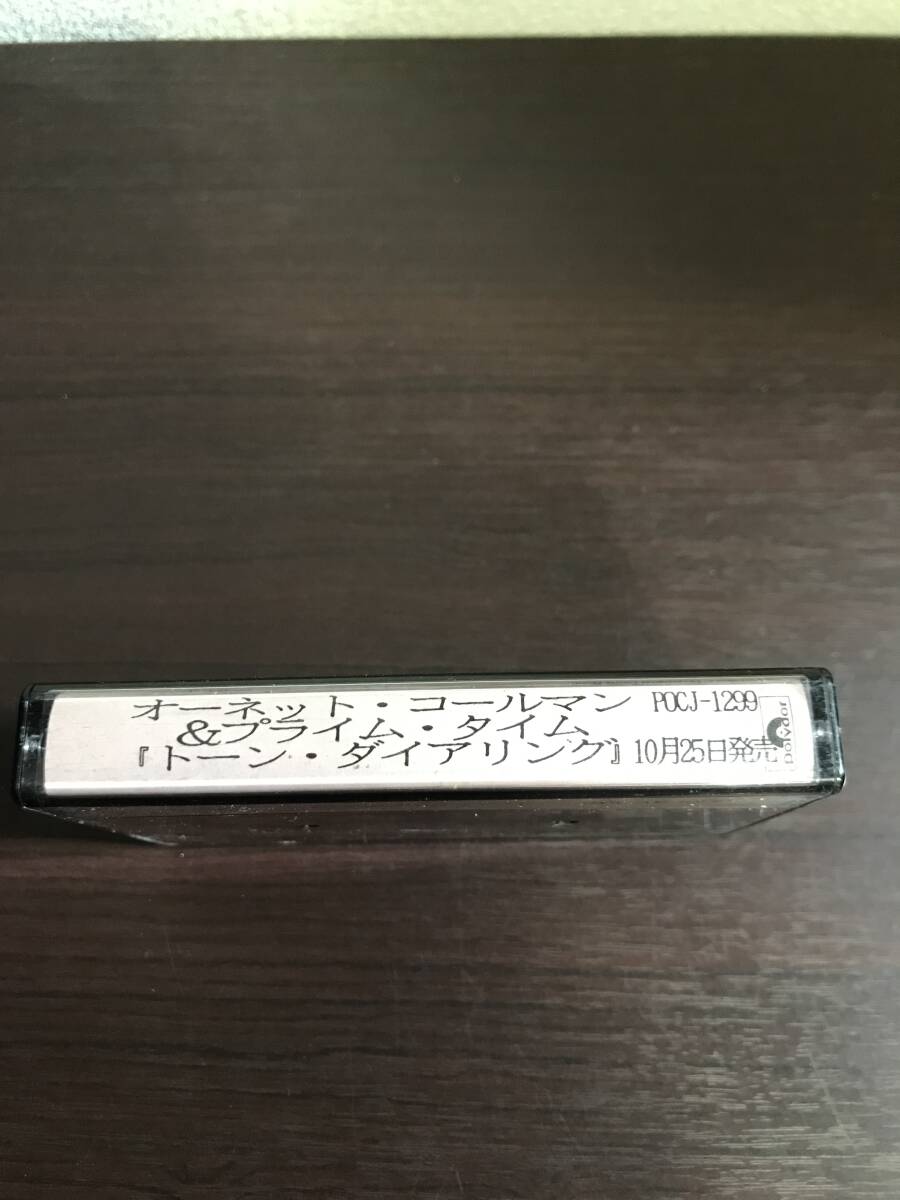 オーネット・コールマン POCJ-1299
&プライム・タイム
『トーン・ダイアリング』10月25日発売
polydor